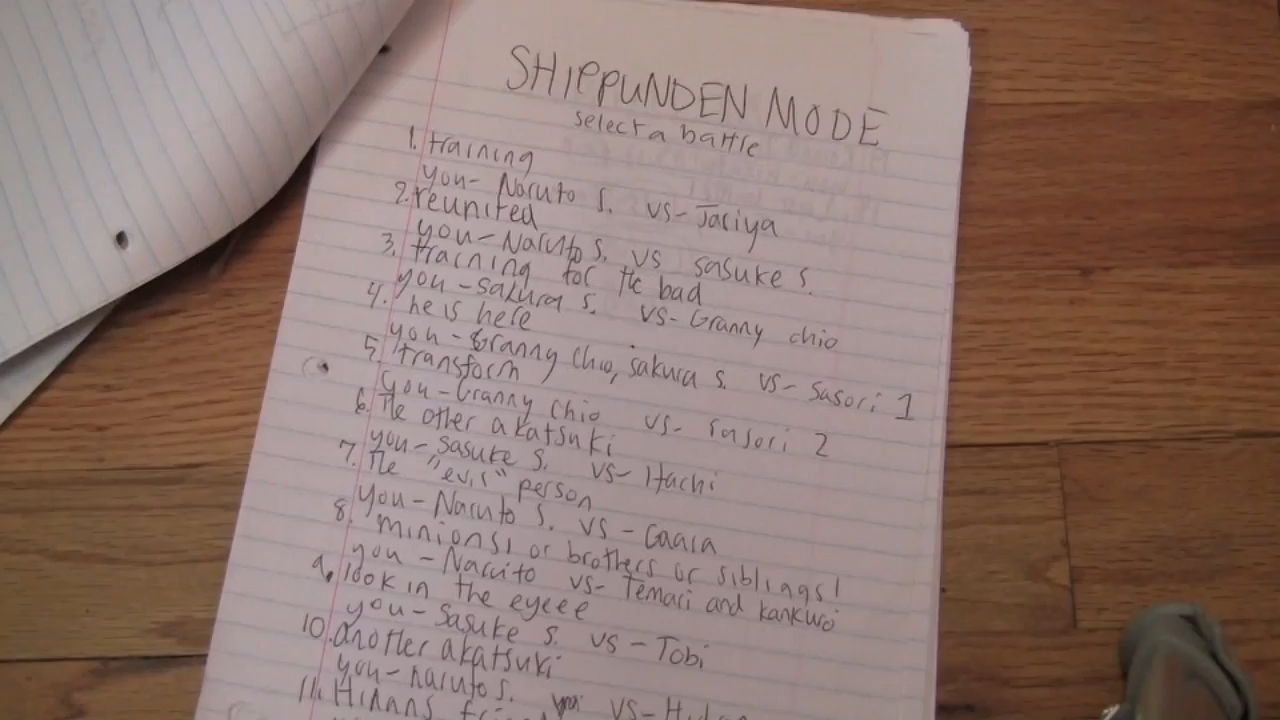 SHIPPUNDEN MODE
select a battle
1. training
you- Naruto S. vs- Jariya
2. reunited
you- Naruto S. vs sasuke s.
3. training for the bad
you- sakura s. vs- Granny chio
4. he is here
you- Granny chio, sakura s. vs- sasori 1
5. transform
you- Granny chio vs- sasori 2
6. The other akatsuki
you- sasuke s. vs- Itachi
7. The "evil" person
you- Naruto S. vs- Gaara
8. minions! or brothers or siblings!
you- Naruto vs- Temari and kankuro
9. look in the eyeee
you- Sasuke s. vs- Tobi
10. another akatsuki
you- naruto s. vs-
11.